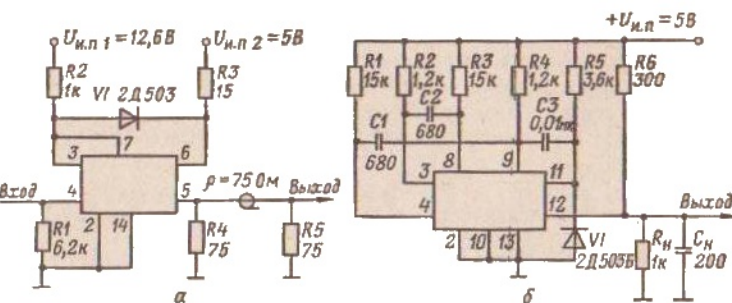 Uи.п 1=12,6В
Uи.п 2=5В
R2
1к
V1 2Д503
R3
15
3
7
6
Вход
4
5
ρ=75Ом
Выход
R1
6,2к
2
14
R4
75
R5
75
а
+Uи.п=5В
R1
15к
R2
1,2к
R3
15к
R4
1,2к
R5
3,6к
R6
300
C2
680
C1
680
C3
0,01мк
8
9
3
11
4
12
Выход
2
10
13
V1
2Д503Б
Rн
1к
Cн
200
б